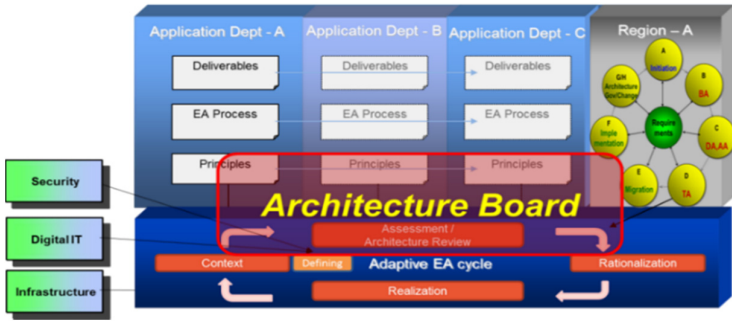 Application Dept - A
Application Dept - B
Application Dept - C
Region – A
Deliverables
Deliverables
Deliverables
EA Process
EA Process
EA Process
Principles
Principles
Principles
A
Initiation
B
BA
C
DA,AA
D
TA
E
Migration
F
Imple
mentation
G/H
Architecture
Gov/Change
Require
ments
Security
Digital IT
Infrastructure
Architecture Board
Assessment /
Architecture Review
Context
Defining
Adaptive EA cycle
Rationalization
Realization